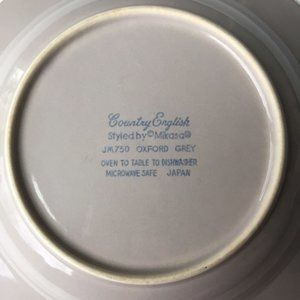 Country English
Styled by © Mikasa ®
JM750 OXFORD GREY
OVEN TO TABLE TO DISHWASHER
MICROWAVE SAFE JAPAN